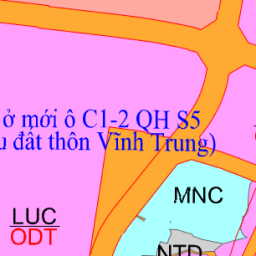 ở mới ô C1-2 QH S5
đất thôn Vĩnh Trung)
MNC
LUC
ODT
NTD